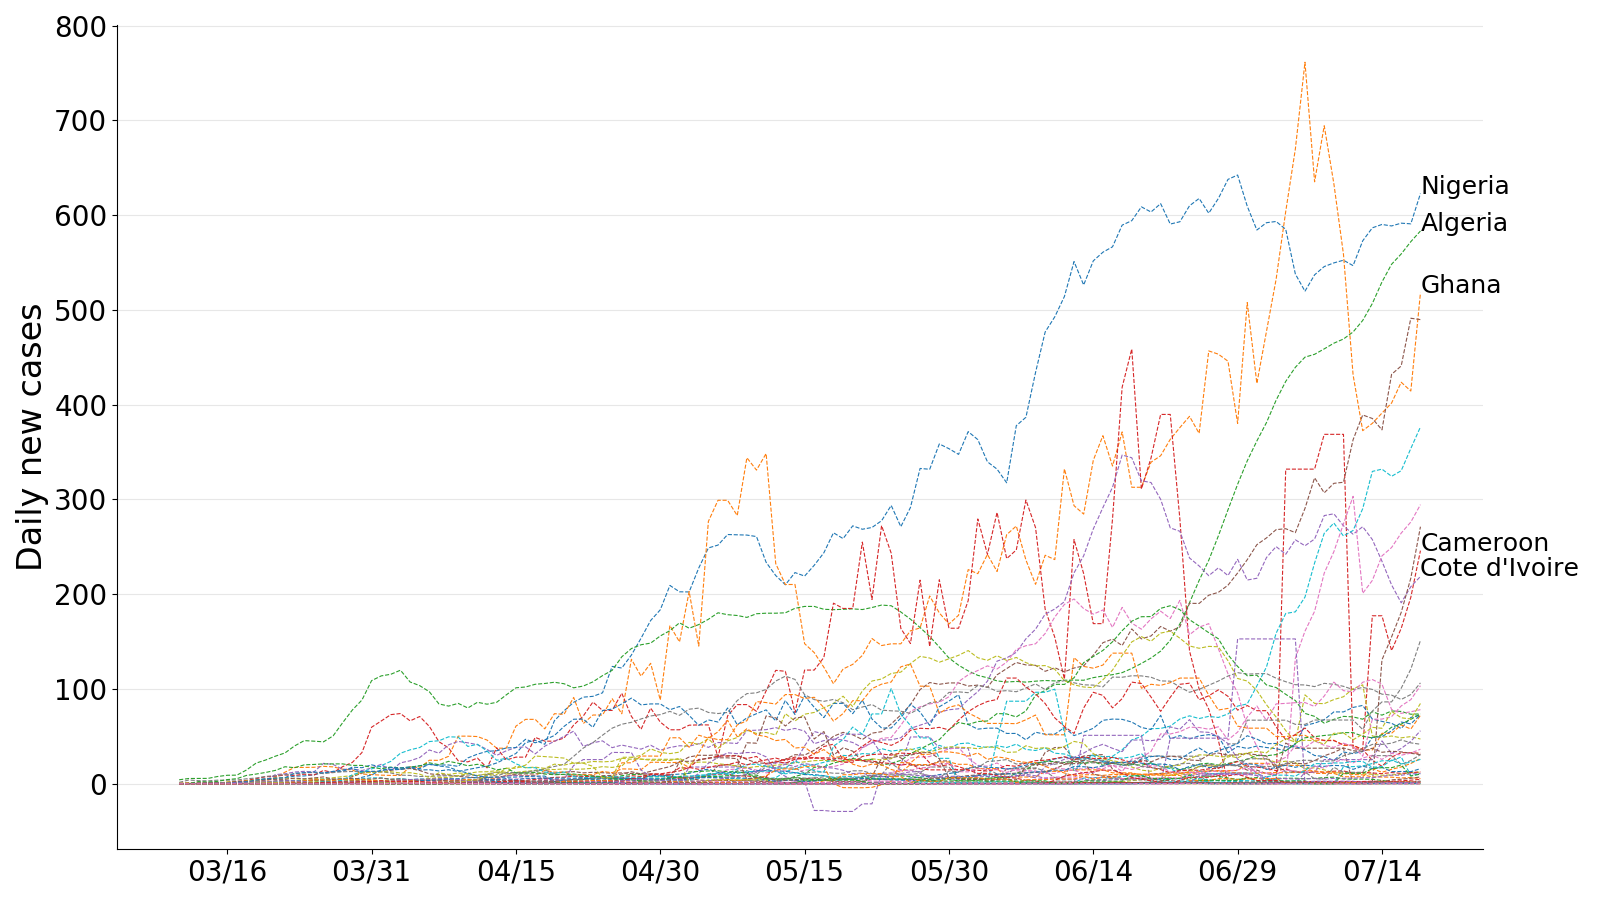 Daily new cases
800
700
600
500
400
300
200
100
0
Nigeria
Algeria
Ghana
Cameroon
Cote d'Ivoire
03/16 03/31 04/15 04/30 05/15 05/30 06/14 06/29 07/14